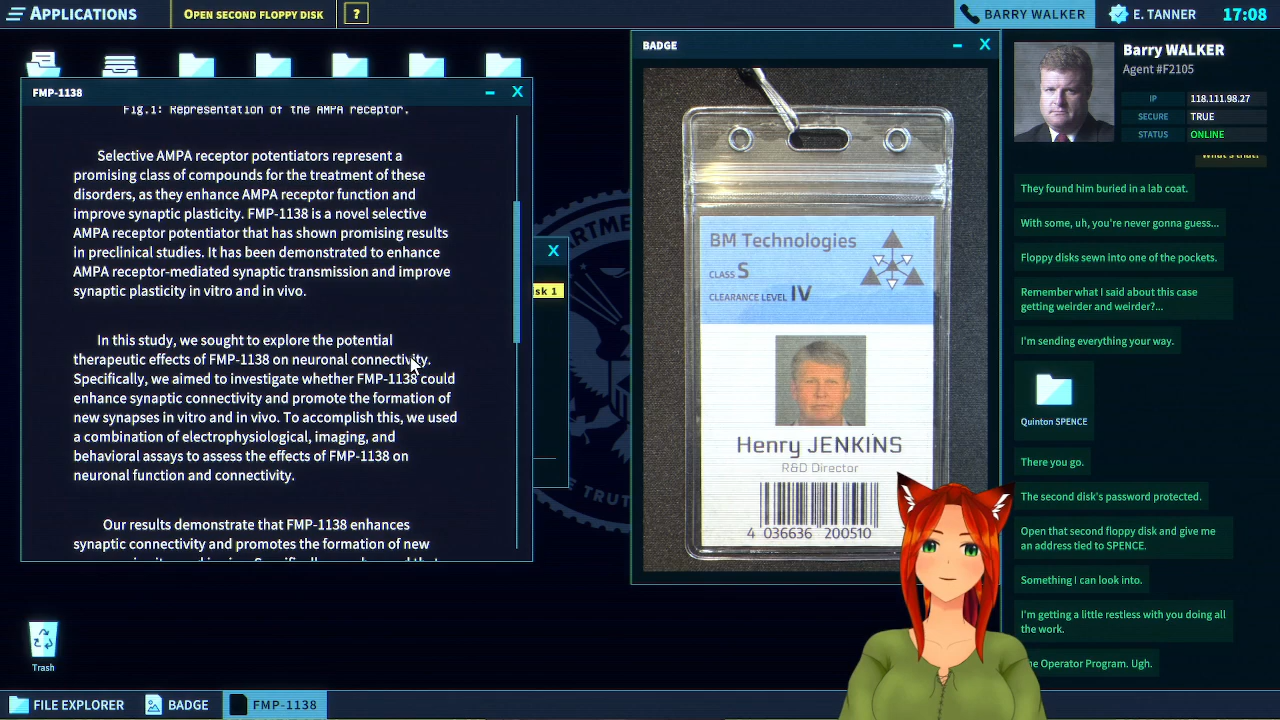 APPLICATIONS
OPEN SECOND FLOPPY DISK
?
BARRY WALKER
E. TANNER
17:08
FMP-1138
Fig.1: Representation of the AMPA receptor.
Selective AMPA receptor potentiators represent a
promising class of compounds for the treatment of these
disorders, as they enhance AMPA receptor function and
improve synaptic plasticity. FMP-1138 is a novel selective
AMPA receptor potentiator that has shown promising results
in preclinical studies. It has been demonstrated to enhance
AMPA receptor-mediated synaptic transmission and improve
synaptic plasticity in vitro and in vivo.
In this study, we sought to explore the potential
therapeutic effects of FMP-1138 on neuronal connectivity.
Specifically, we aimed to investigate whether FMP-1138 could
enhance synaptic connectivity and promote the formation of
new synapses in vitro and in vivo. To accomplish this, we used
a combination of electrophysiological, imaging, and
behavioral assays to assess the effects of FMP-1138 on
neuronal function and connectivity.
Our results demonstrate that FMP-1138 enhances
synaptic connectivity and promotes the formation of new
sk 1
BADGE
BM Technologies
CLASS S
CLEARANCE LEVEL IV
Henry JENKINS
R&D Director
4 036636 200510
Barry WALKER
Agent #F2105
IP 118.111.98.27
SECURE TRUE
STATUS ONLINE
What's that?
They found him buried in a lab coat.
With some, uh, you're never gonna guess...
Floppy disks sewn into one of the pockets.
Remember what I said about this case
getting weirder and weirder?...
I'm sending everything your way.
Quinton SPENCE
There you go.
The second disk's password protected.
Open that second floppy disk and give me
an address tied to SPENCE.
Something I can look into.
I'm getting a little restless with you doing all
the work.
e Operator Program. Ugh.
Trash
FILE EXPLORER
BADGE
FMP-1138